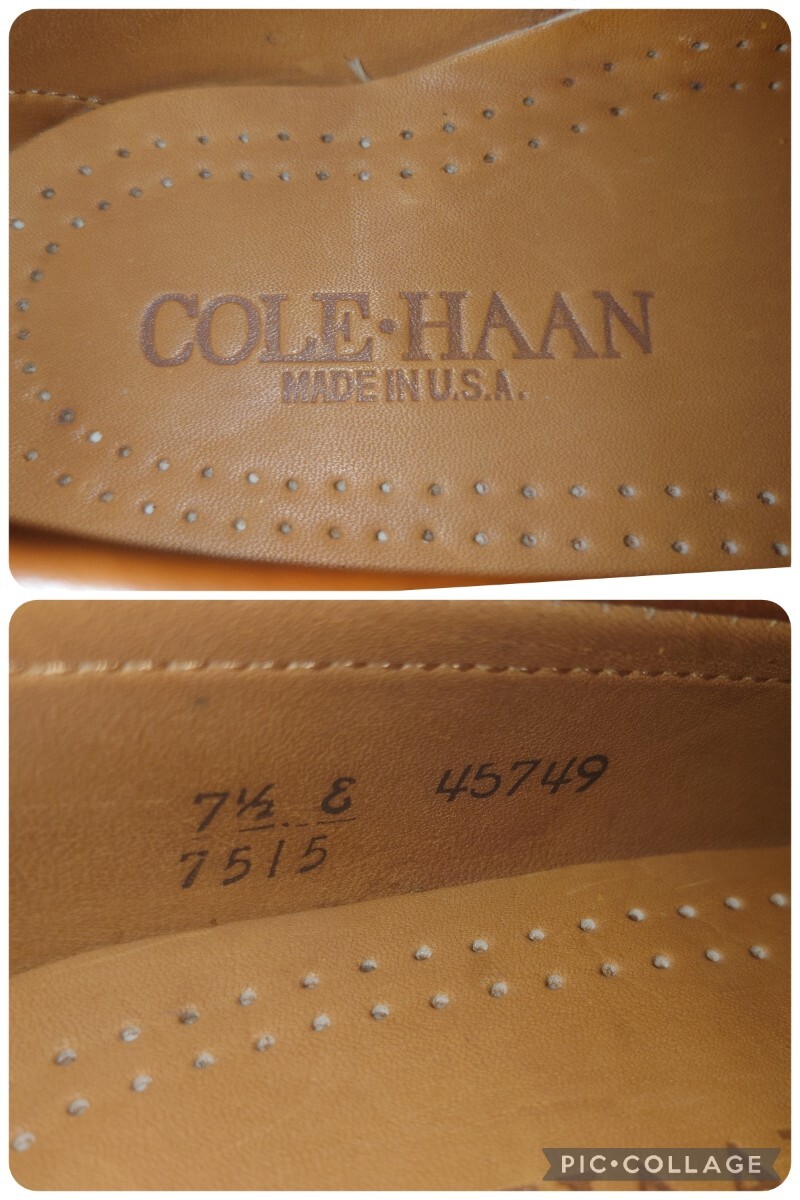 COLE·HAAN
MADE IN U.S.A.
7½ E 45749
7515
PIC·COLLAGE